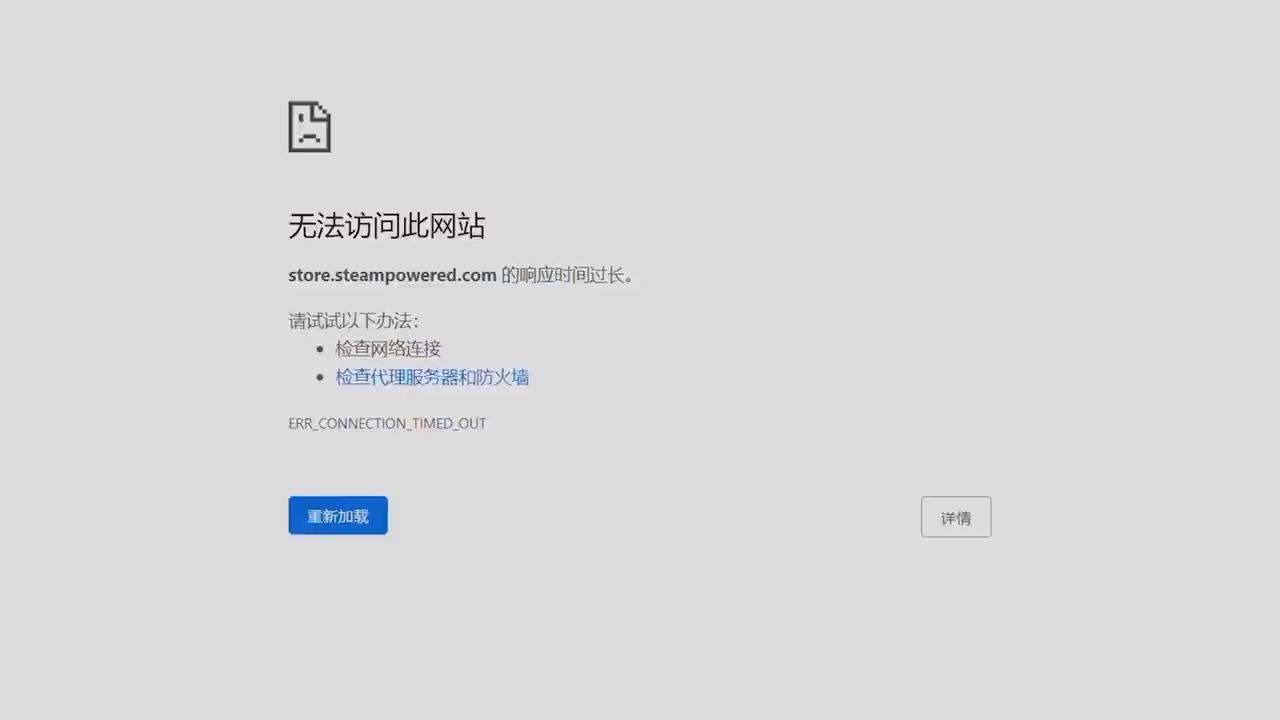 无法访问此网站
store.steampowered.com 的响应时间过长。
请试试以下办法：
检查网络连接
检查代理服务器和防火墙
ERR_CONNECTION_TIMED_OUT
重新加载
详情